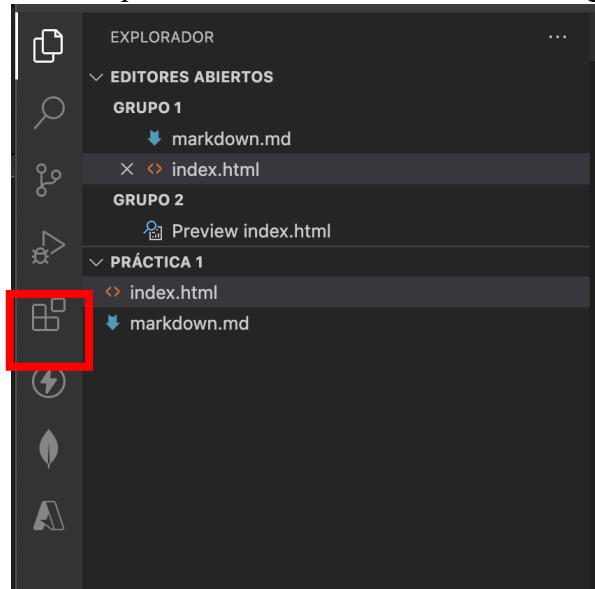 EXPLORADOR
EDITORES ABIERTOS
GRUPO 1
markdown.md
index.html
GRUPO 2
Preview index.html
PRÁCTICA 1
index.html
markdown.md